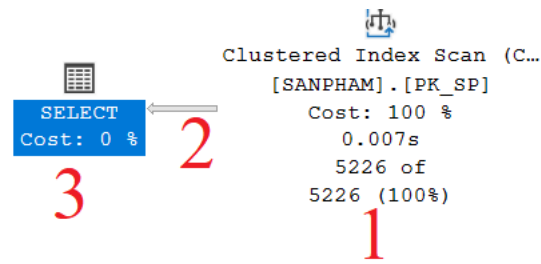 Clustered Index Scan (C…
[SANPHAM].[PK_SP]
Cost: 100 %
0.007s
5226 of
5226 (100%)
1
2
SELECT
Cost: 0 %
3